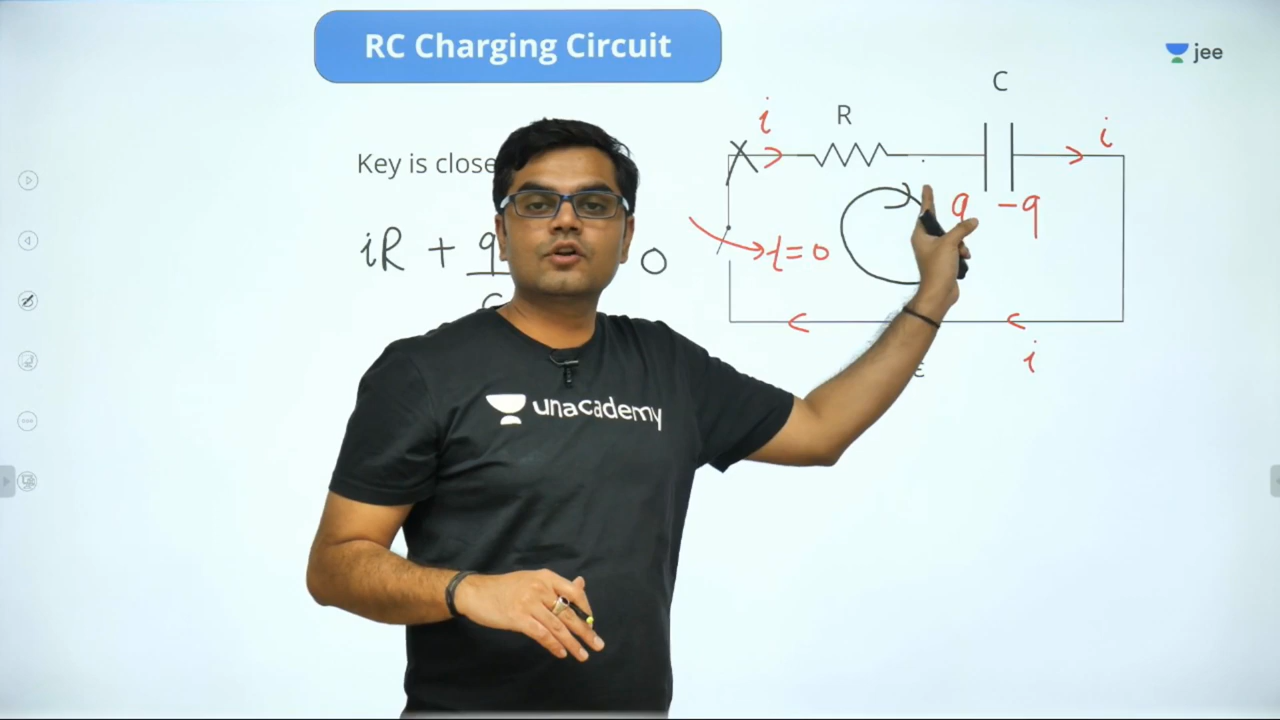 RC Charging Circuit
jee
C
i
R
i
Key is close
q
-q
iR + q
t=0
0
C
ε
i
unacademy